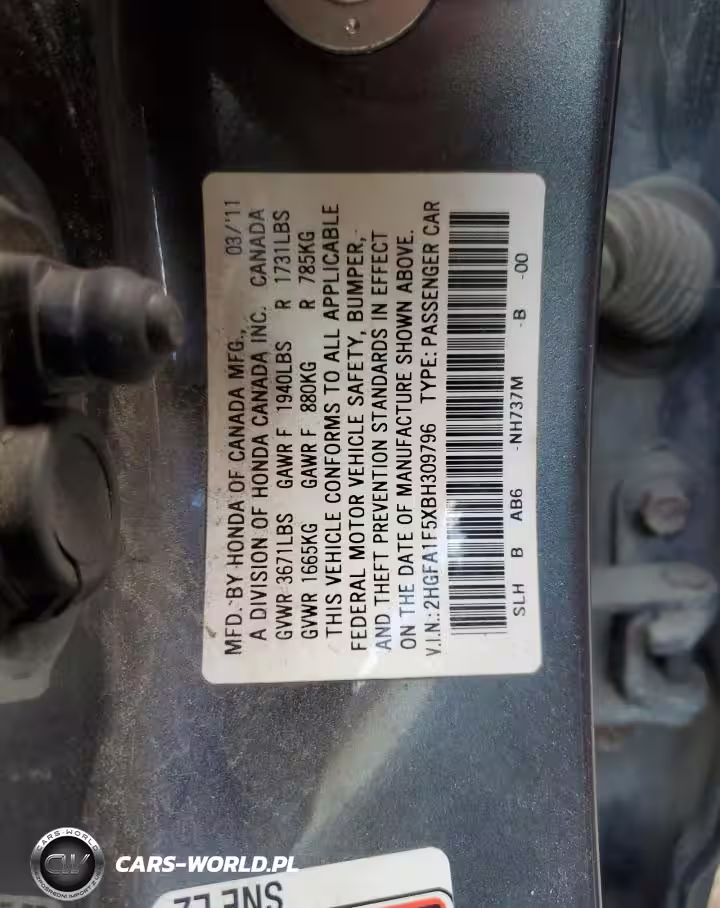 MFD. BY HONDA OF CANADA MFG., 03/'11
A DIVISION OF HONDA CANADA INC. CANADA
GVWR 3671LBS GAWR F 1940LBS R 1731LBS
GVWR 1665KG GAWR F 880KG R 785KG
THIS VEHICLE CONFORMS TO ALL APPLICABLE
FEDERAL MOTOR VEHICLE SAFETY, BUMPER,
AND THEFT PREVENTION STANDARDS IN EFFECT
ON THE DATE OF MANUFACTURE SHOWN ABOVE.
V.I.N.: 2HGFA1F5XBH309796 TYPE: PASSENGER CAR
SLH B AB6 -NH737M -B -00
CARS-WORLD
CW
CARS-WORLD.PL